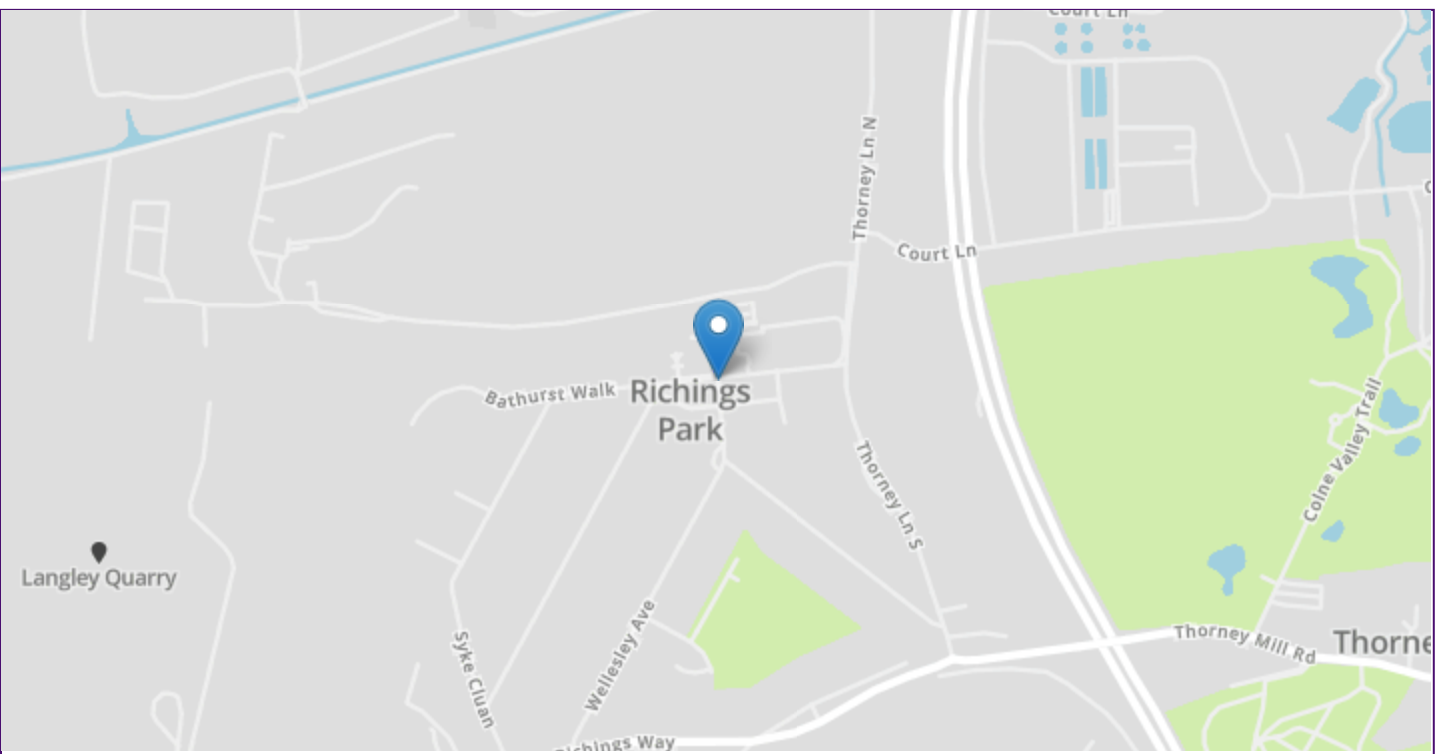 Court Ln
Thorney Ln N
Court Ln
Bathurst Walk
Richings
Park
Colne Valley Trail
Thorney Ln S
Langley Quarry
Wellesley Ave
Syke Cluan
Thorney Mill Rd
Thorne
Richings Way